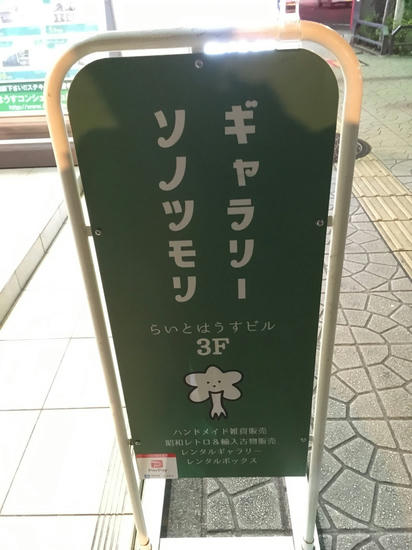 ギャラリー
ソノツモリ
らいとはうすビル
3F
ハンドメイド雑貨販売
昭和レトロ&輸入古物販売
レンタルギャラリー
レンタルボックス
PayPay